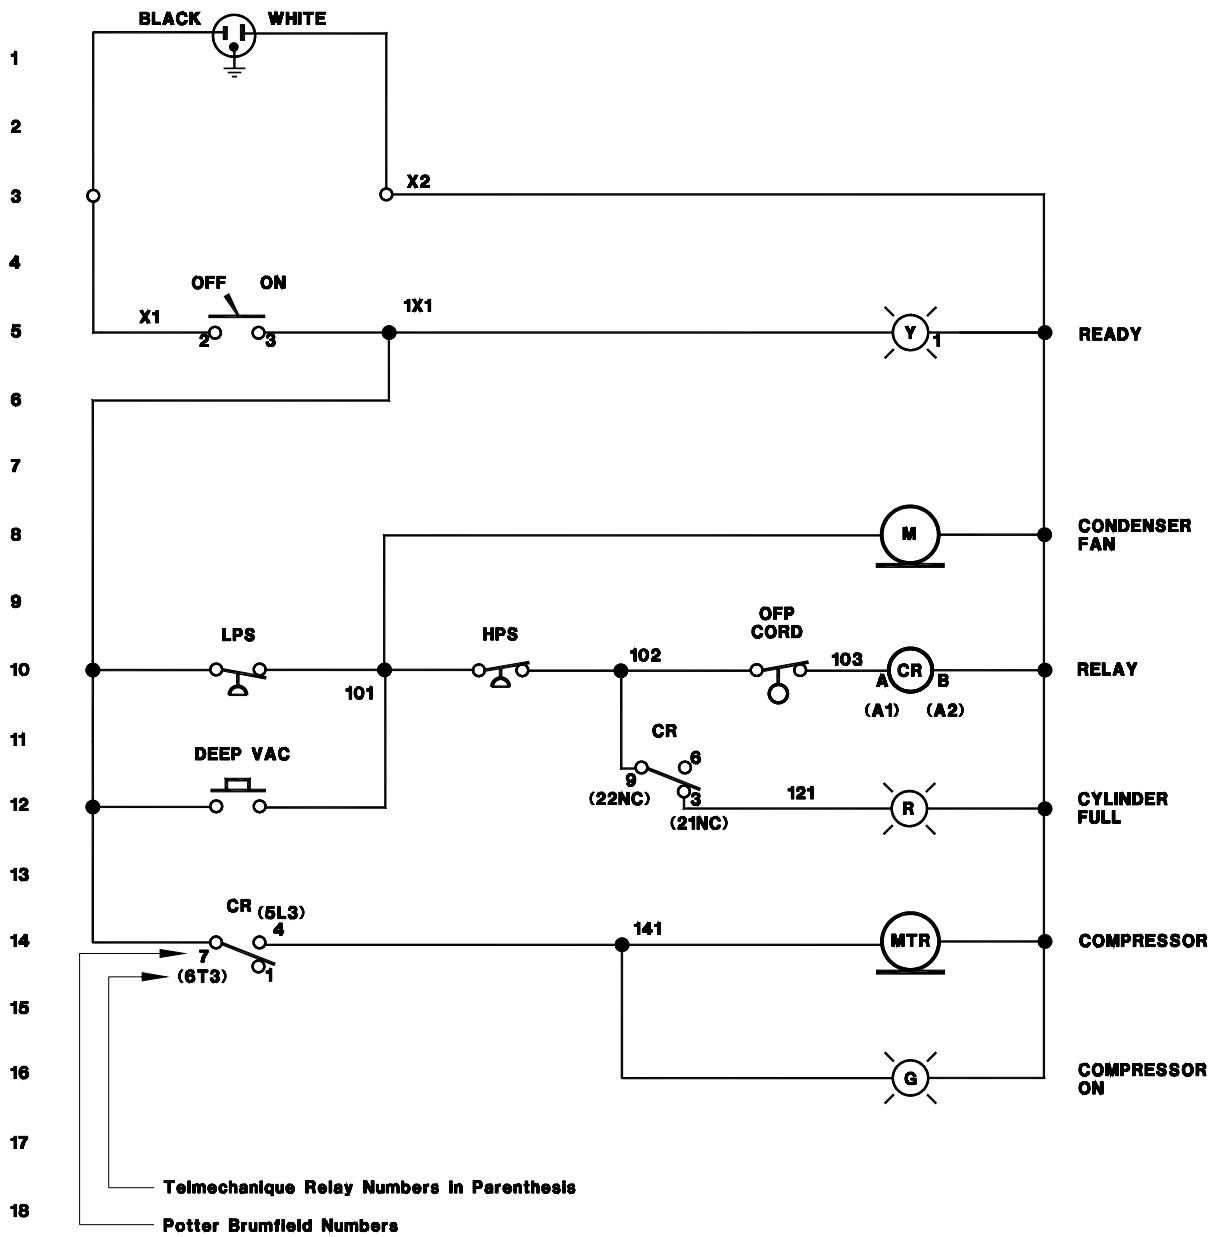 BLACK WHITE
1
2
3 X2
4
OFF ON
X1 1X1
5 2 3 Y 1 READY
6
7
8 M CONDENSER
FAN
9
LPS HPS OFP
CORD
10 101 102 103 A CR B RELAY
(A1) (A2)
11 CR
DEEP VAC 9 6
(22NC) 3
12 121 R CYLINDER
FULL
(21NC)
13
CR (5L3)
14 7 4 141 MTR COMPRESSOR
(6T3) 1
15
16 G COMPRESSOR
ON
17
Telmechanique Relay Numbers in Parenthesis
18
Potter Brumfield Numbers